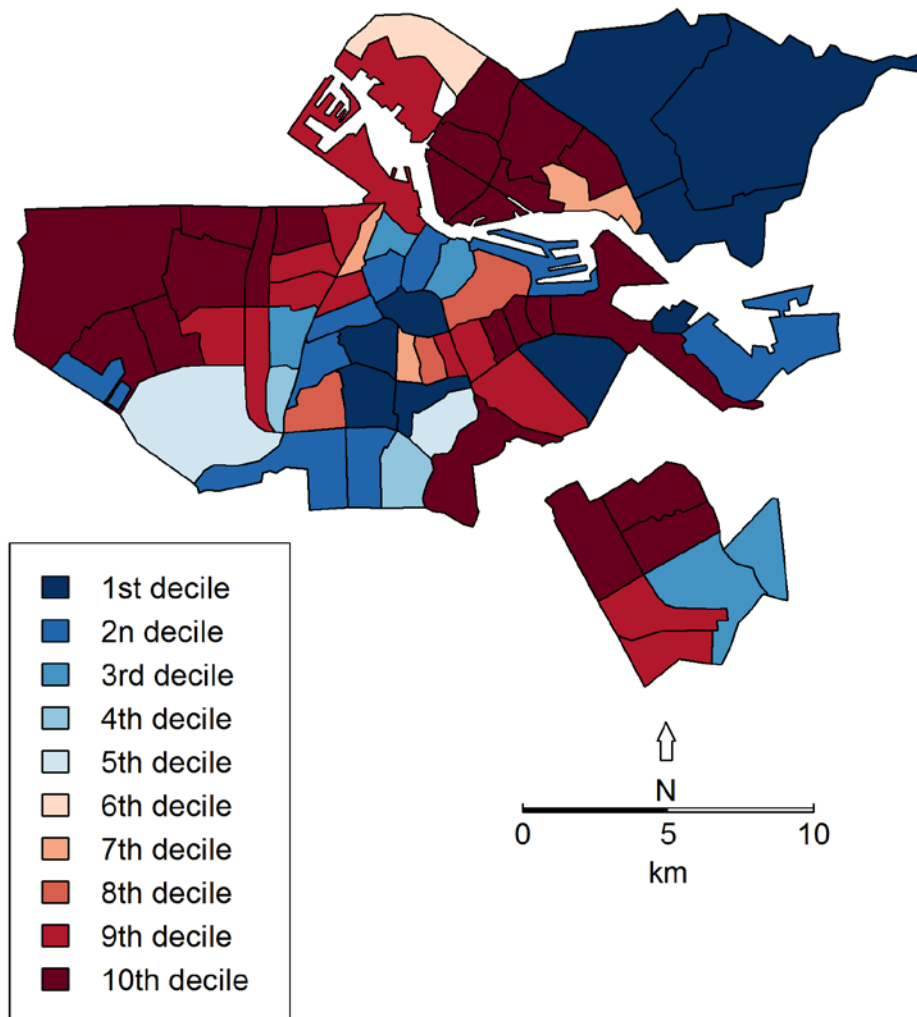 1st decile
2n decile
3rd decile
4th decile
5th decile
6th decile
7th decile
8th decile
9th decile
10th decile
N
0 5 10
km